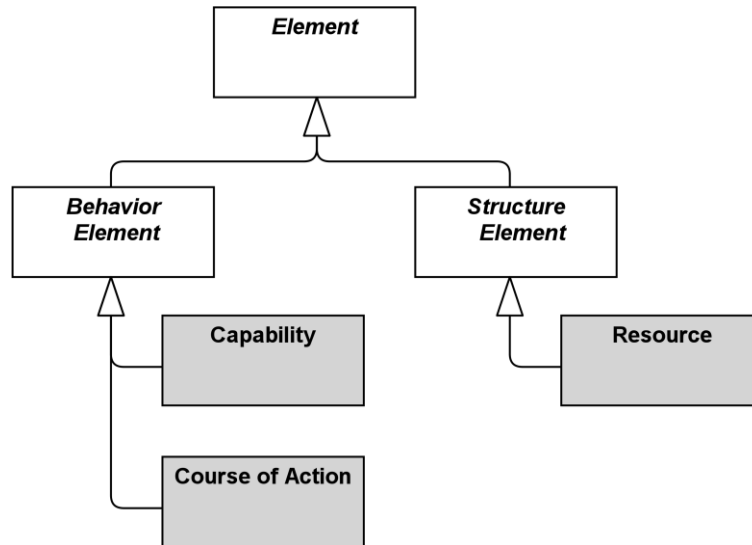 Element
Behavior
Element
Structure
Element
Capability
Resource
Course of Action